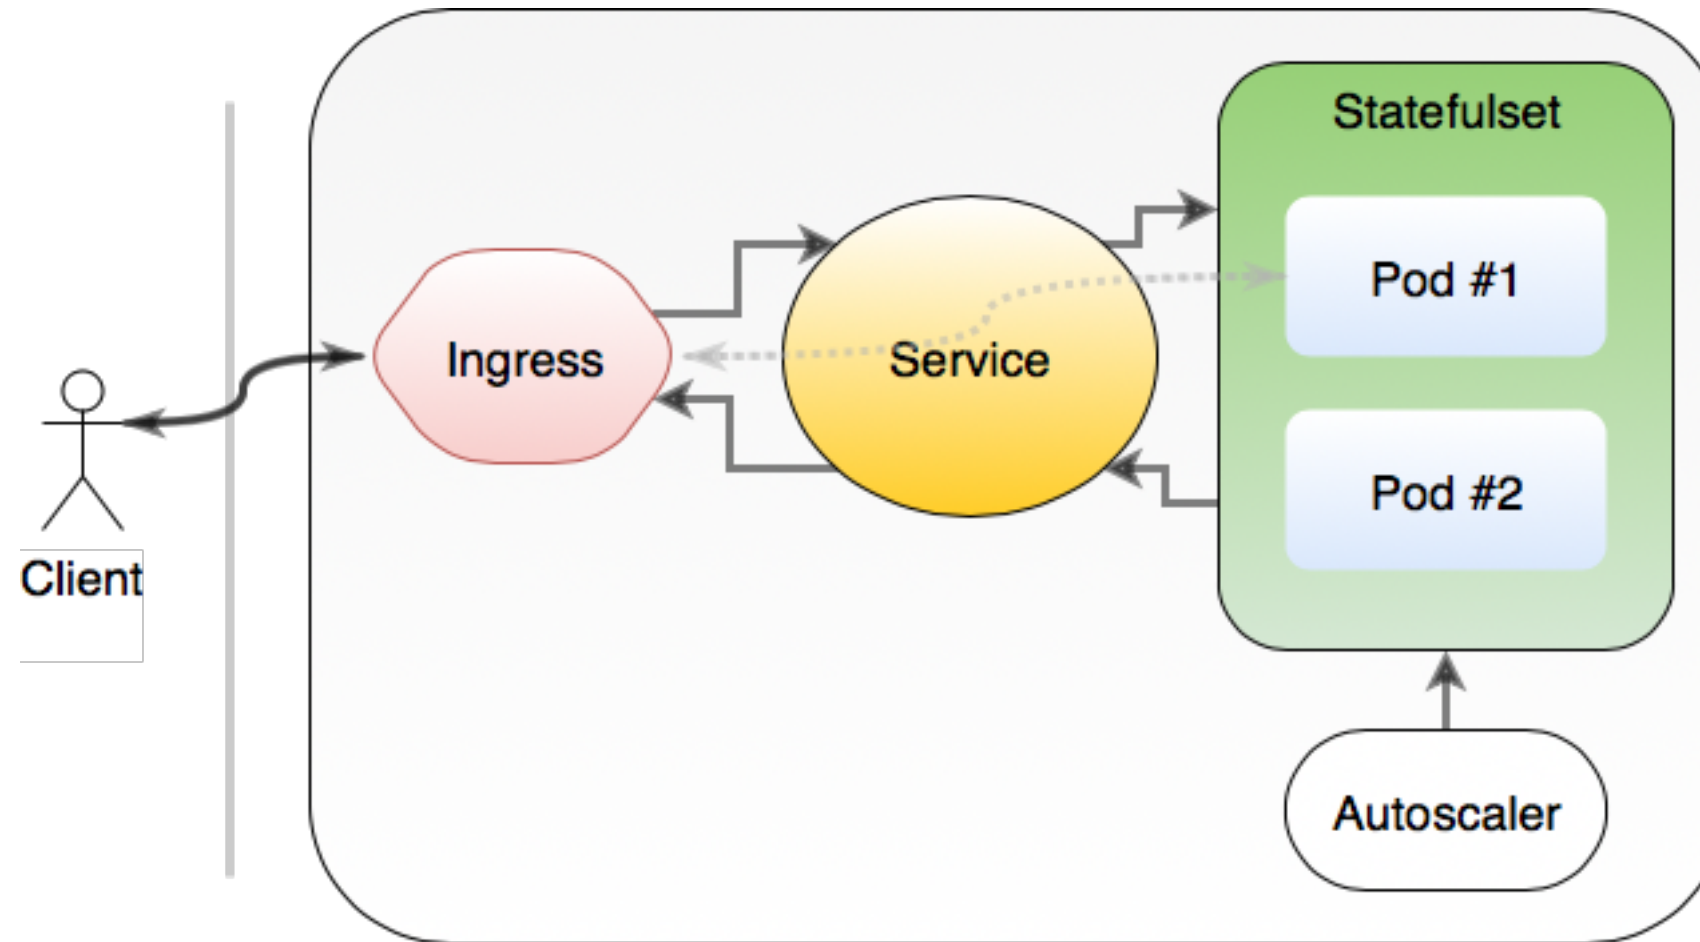 Statefulset
Pod #1
Ingress
Service
Pod #2
Client
Autoscaler